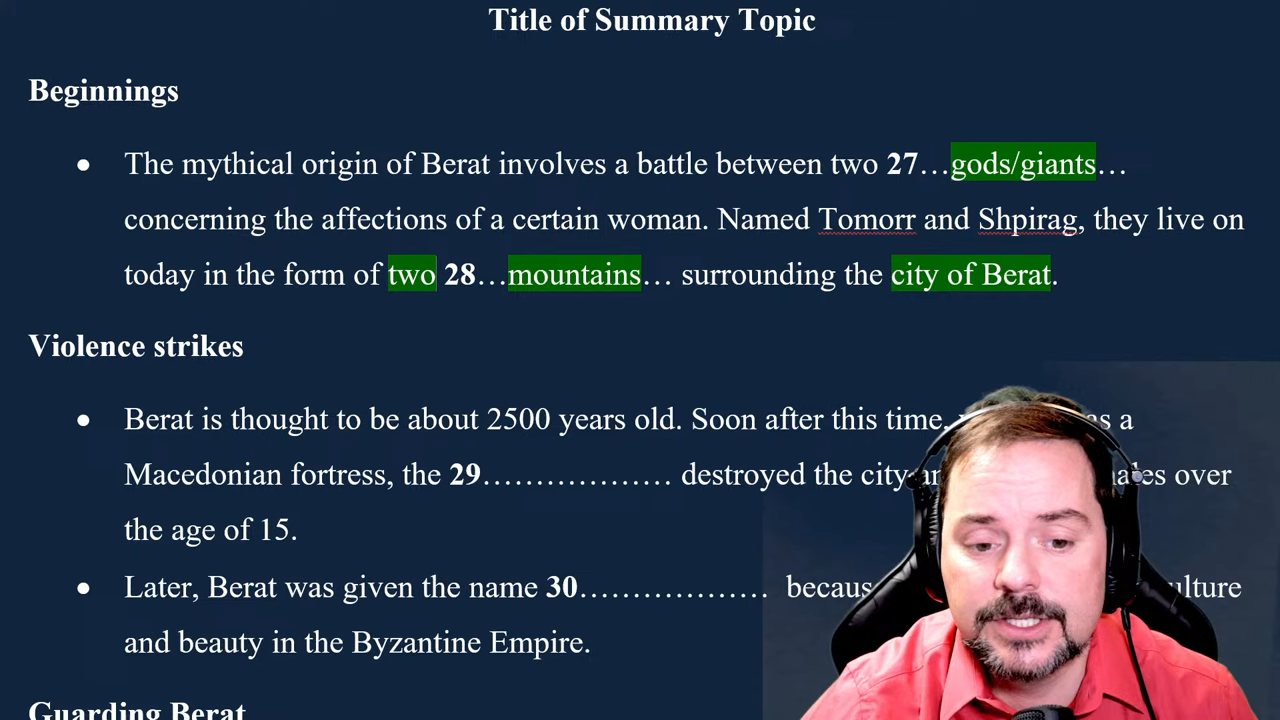 Title of Summary Topic
Beginnings
• The mythical origin of Berat involves a battle between two 27…gods/giants…
concerning the affections of a certain woman. Named Tomorr and Shpirag, they live on
today in the form of two 28…mountains… surrounding the city of Berat.
Violence strikes
• Berat is thought to be about 2500 years old. Soon after this time, a
Macedonian fortress, the 29……………… destroyed the city over
the age of 15.
• Later, Berat was given the name 30………………
and beauty in the Byzantine Empire.
Guarding Berat